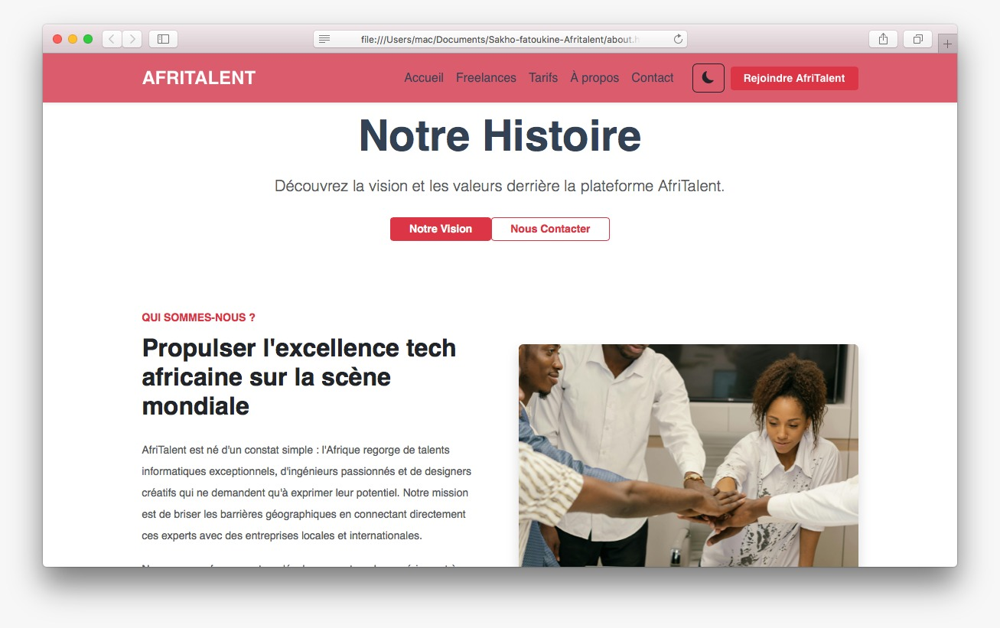 file:///Users/mac/Documents/Sakho-fatoukine-Afritalent/about.h
AFRITALENT
Accueil Freelances Tarifs À propos Contact Rejoindre AfriTalent
Notre Histoire
Découvrez la vision et les valeurs derrière la plateforme AfriTalent.
Notre Vision Nous Contacter
QUI SOMMES-NOUS ?
Propulser l'excellence tech
africaine sur la scène
mondiale
AfriTalent est né d'un constat simple : l'Afrique regorge de talents
informatiques exceptionnels, d'ingénieurs passionnés et de designers
créatifs qui ne demandent qu'à exprimer leur potentiel. Notre mission
est de briser les barrières géographiques en connectant directement
ces experts avec des entreprises locales et internationales.